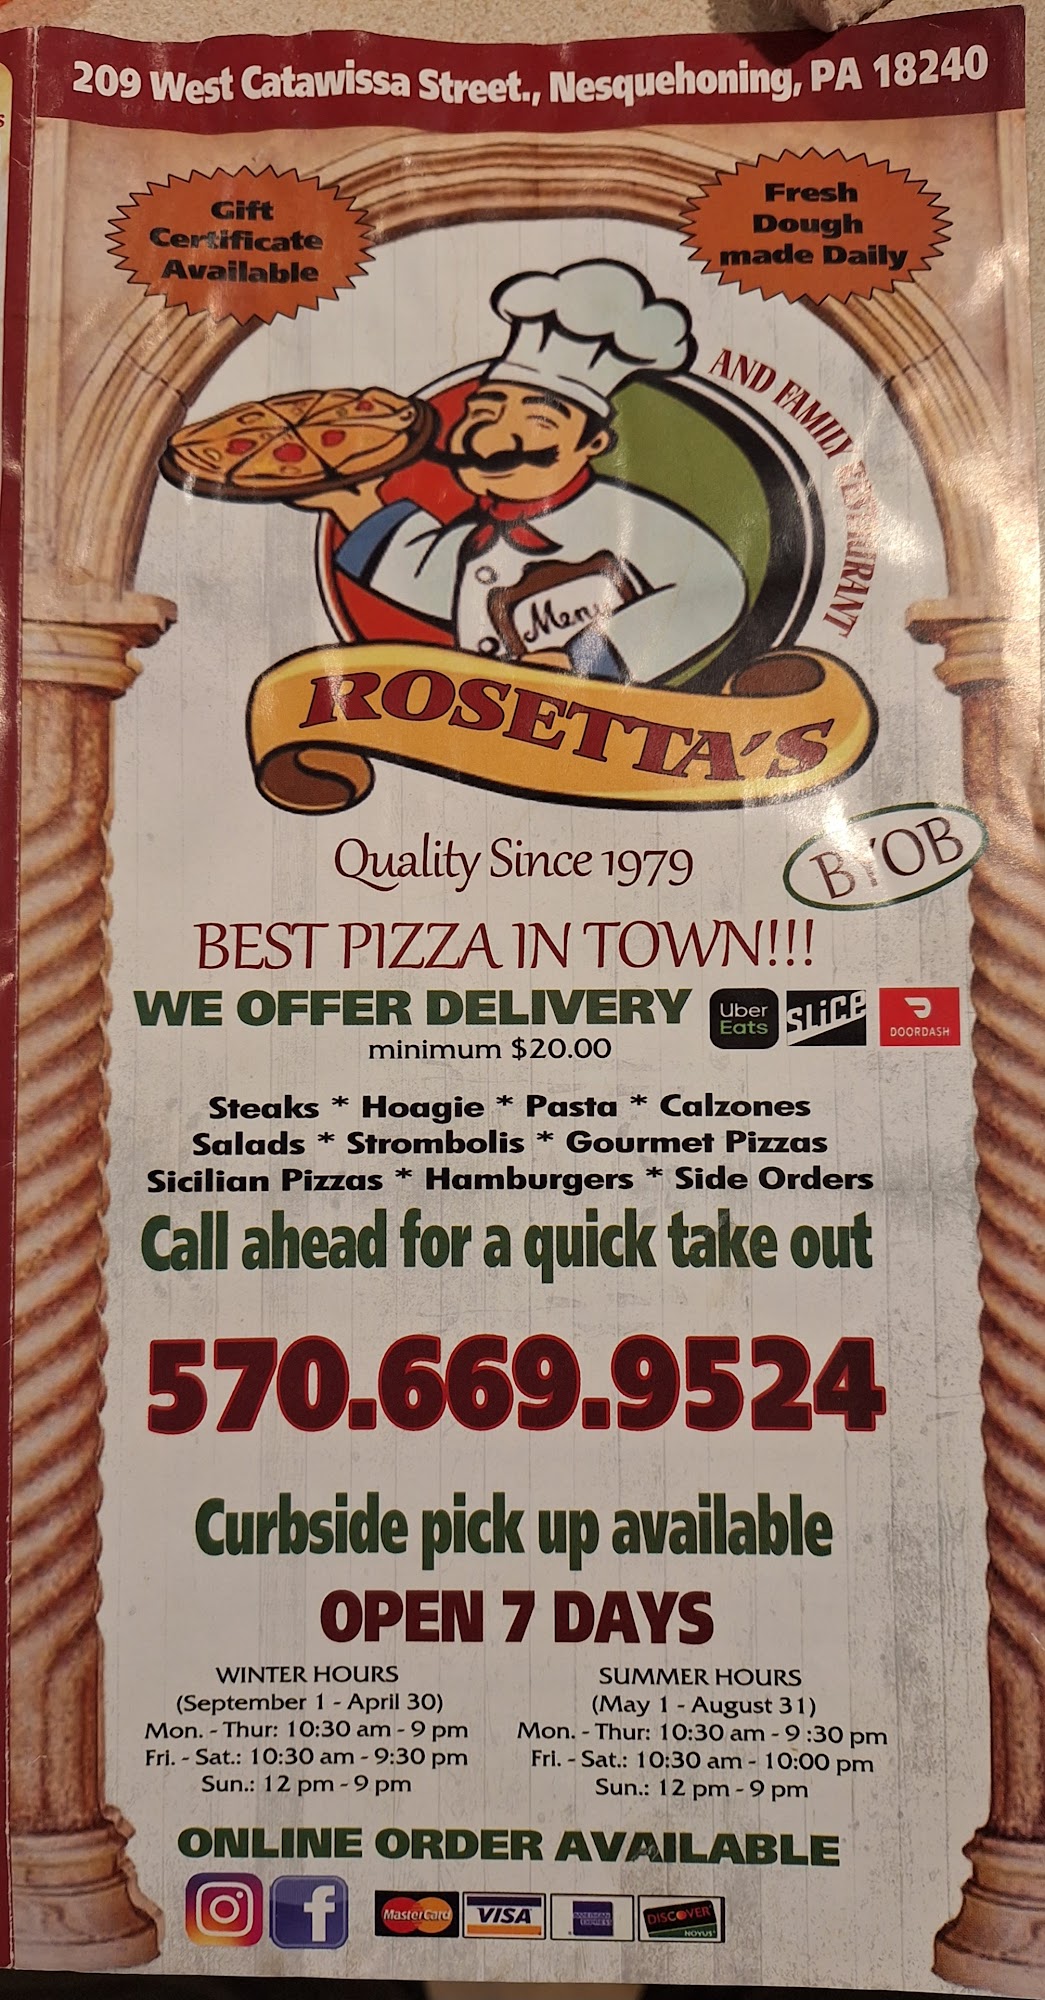 209 West Catawissa Street., Nesquehoning, PA 18240
Gift
Certificate
Available
Fresh
Dough
made Daily
AND FAMILY RESTAURANT
Menu
ROSETTA'S
Quality Since 1979
BYOB
BEST PIZZA IN TOWN!!!
WE OFFER DELIVERY
minimum $20.00
Uber
Eats
SLICE
DOORDASH
Steaks * Hoagie * Pasta * Calzones
Salads * Strombolis * Gourmet Pizzas
Sicilian Pizzas * Hamburgers * Side Orders
Call ahead for a quick take out
570.669.9524
Curbside pick up available
OPEN 7 DAYS
WINTER HOURS
(September 1 - April 30)
Mon. - Thur: 10:30 am - 9 pm
Fri. - Sat.: 10:30 am - 9:30 pm
Sun.: 12 pm - 9 pm
SUMMER HOURS
(May 1 - August 31)
Mon. - Thur: 10:30 am - 9 :30 pm
Fri. - Sat.: 10:30 am - 10:00 pm
Sun.: 12 pm - 9 pm
ONLINE ORDER AVAILABLE
f
MasterCard
VISA
AMERICAN
EXPRESS
DISCOVER
NOVUS